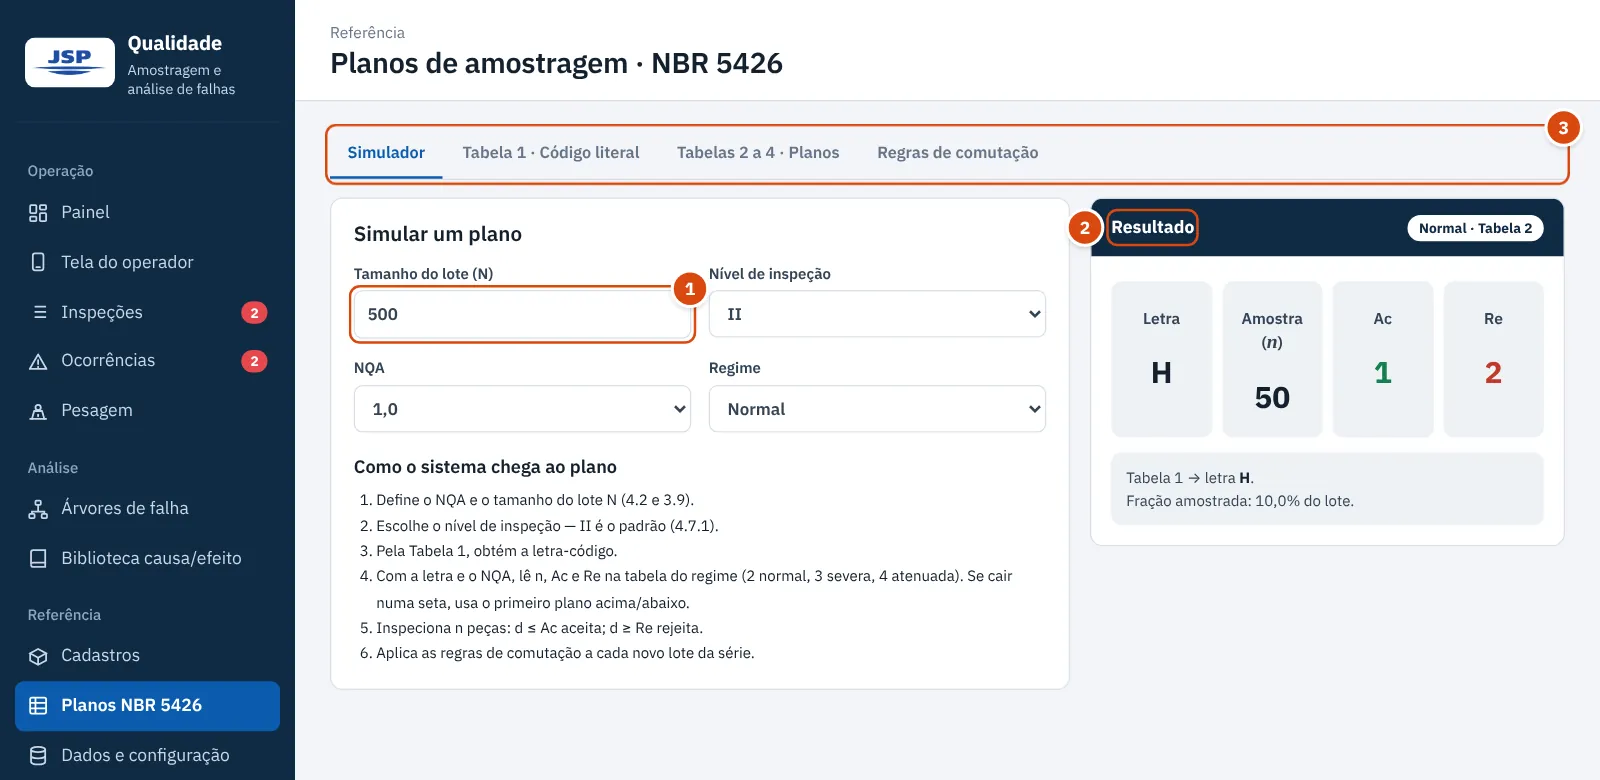 JSP
Qualidade
Amostragem e
análise de falhas
Operação
Painel
Tela do operador
Inspeções 2
Ocorrências 2
Pesagem
Análise
Árvores de falha
Biblioteca causa/efeito
Referência
Cadastros
Planos NBR 5426
Dados e configuração
Referência
Planos de amostragem · NBR 5426
3
Simulador Tabela 1 · Código literal Tabelas 2 a 4 · Planos Regras de comutação
Simular um plano
Tamanho do lote (N) 1 Nível de inspeção
500 II
NQA Regime
1,0 Normal
Como o sistema chega ao plano
1. Define o NQA e o tamanho do lote N (4.2 e 3.9).
2. Escolhe o nível de inspeção — II é o padrão (4.7.1).
3. Pela Tabela 1, obtém a letra-código.
4. Com a letra e o NQA, lê n, Ac e Re na tabela do regime (2 normal, 3 severa, 4 atenuada). Se cair
numa seta, usa o primeiro plano acima/abaixo.
5. Inspeciona n peças: d ≤ Ac aceita; d ≥ Re rejeita.
6. Aplica as regras de comutação a cada novo lote da série.
2 Resultado Normal · Tabela 2
Letra
H
Amostra
(n)
50
Ac
1
Re
2
Tabela 1 → letra H.
Fração amostrada: 10,0% do lote.